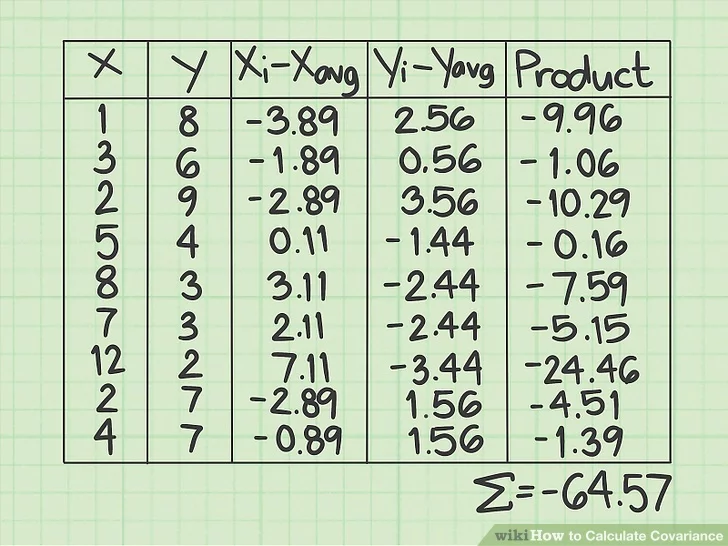 X Y Xi-Xavg Yi-Yavg Product
1 8 -3.89 2.56 -9.96
3 6 -1.89 0.56 -1.06
2 9 -2.89 3.56 -10.29
5 4 0.11 -1.44 -0.16
8 3 3.11 -2.44 -7.59
7 3 2.11 -2.44 -5.15
12 2 7.11 -3.44 -24.46
2 7 -2.89 1.56 -4.51
4 7 -0.89 1.56 -1.39
Σ=-64.57
wikiHow to Calculate Covariance